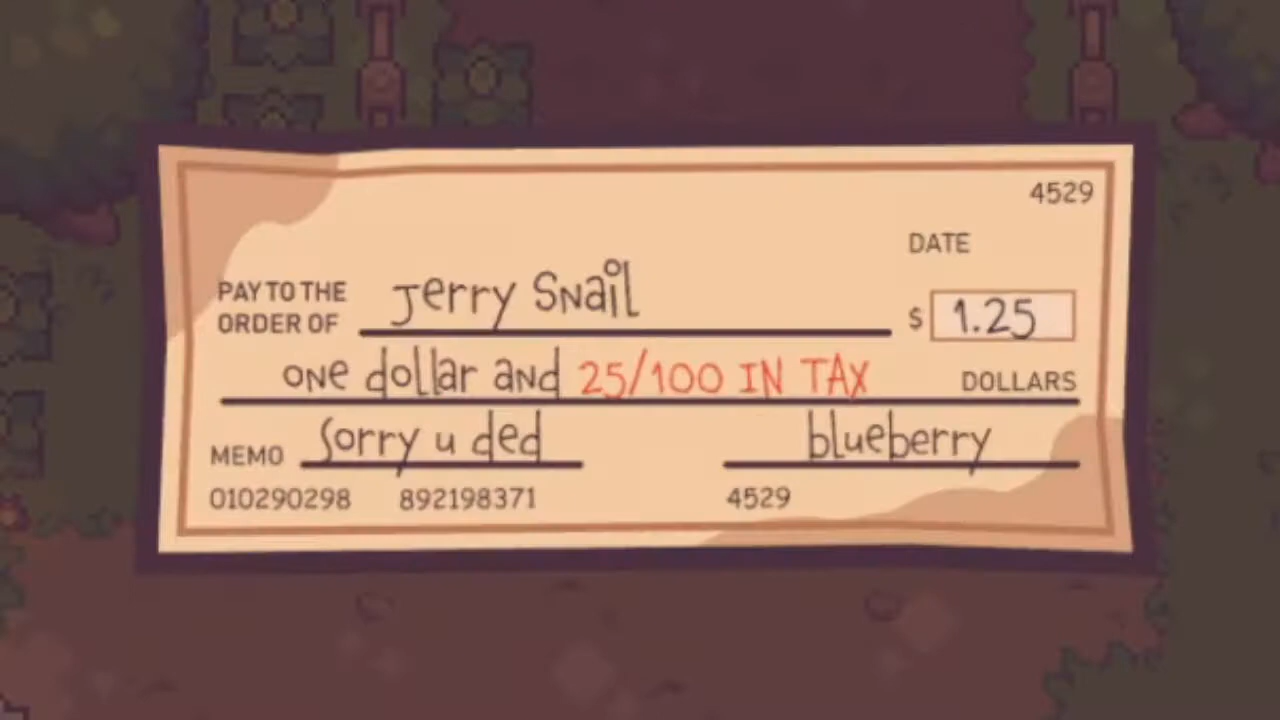 4529
DATE
PAY TO THE
ORDER OF
Jerry Snail
$ 1.25
one dollar and 25/100 IN TAX DOLLARS
MEMO sorry u ded
blueberry
010290298 892198371 4529